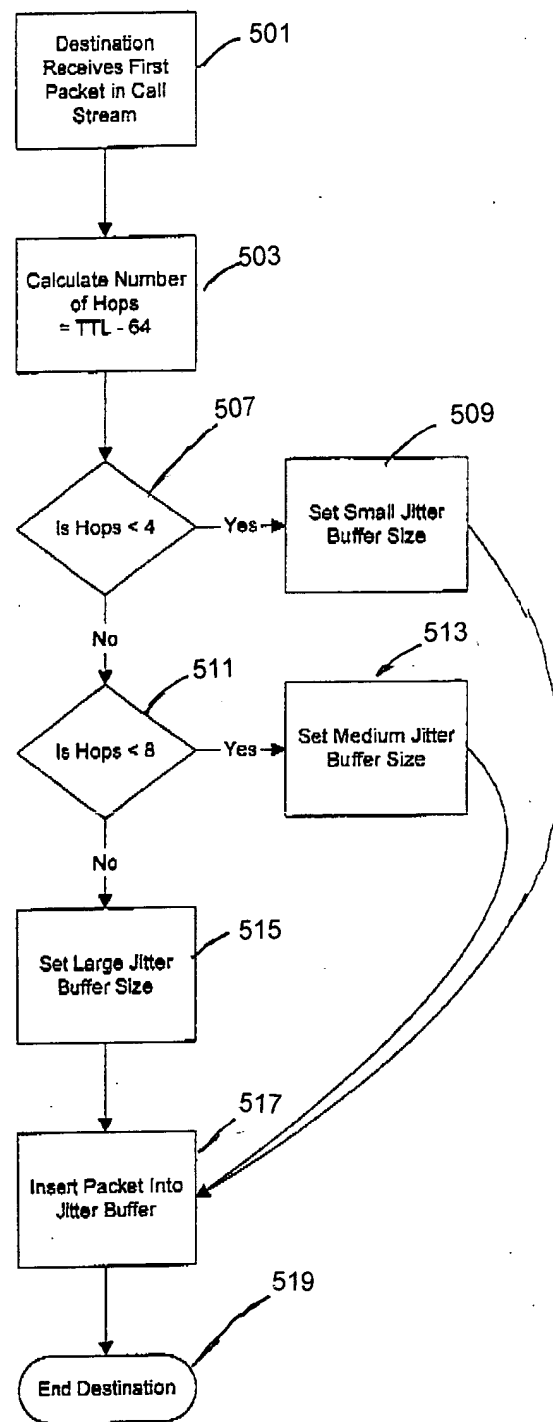 Destination
Receives First
Packet in Call
Stream
501
Calculate Number
of Hops
= TTL - 64
503
507
Is Hops < 4
Yes
509
Set Small Jitter
Buffer Size
No
511
Is Hops < 8
Yes
513
Set Medium Jitter
Buffer Size
No
515
Set Large Jitter
Buffer Size
517
Insert Packet Into
Jitter Buffer
519
End Destination